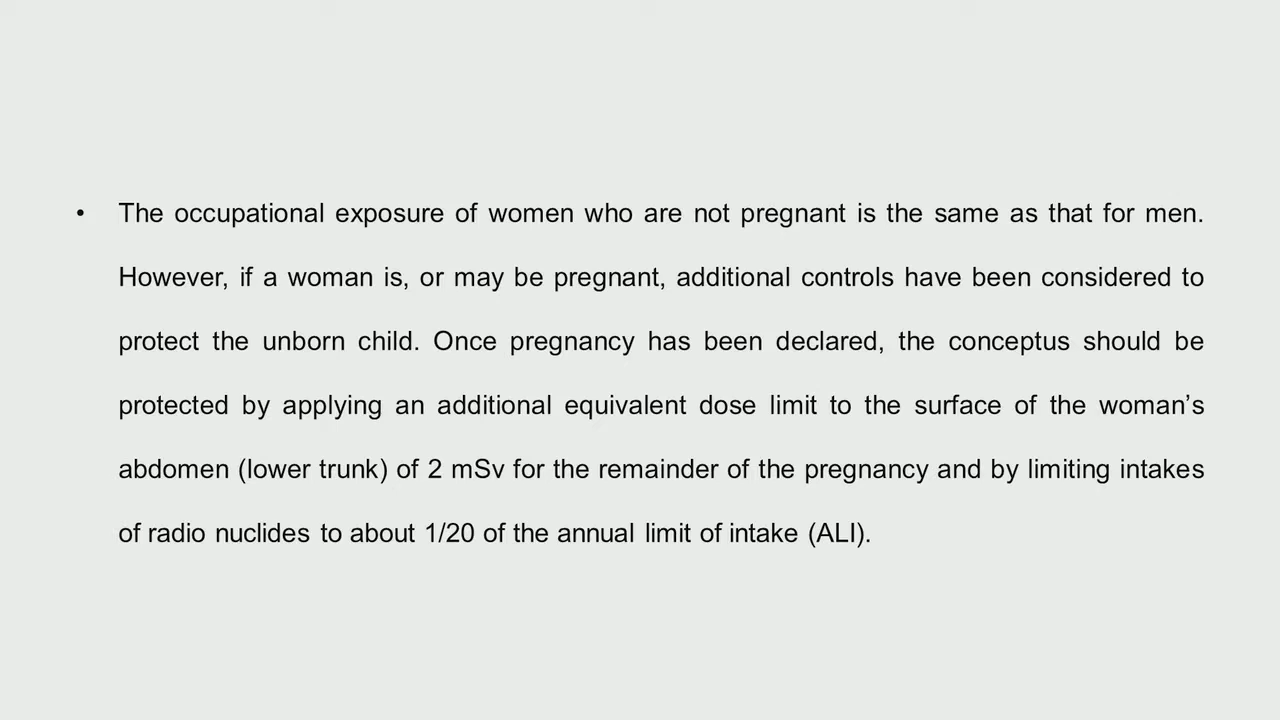 • The occupational exposure of women who are not pregnant is the same as that for men.
However, if a woman is, or may be pregnant, additional controls have been considered to
protect the unborn child. Once pregnancy has been declared, the conceptus should be
protected by applying an additional equivalent dose limit to the surface of the woman’s
abdomen (lower trunk) of 2 mSv for the remainder of the pregnancy and by limiting intakes
of radio nuclides to about 1/20 of the annual limit of intake (ALI).